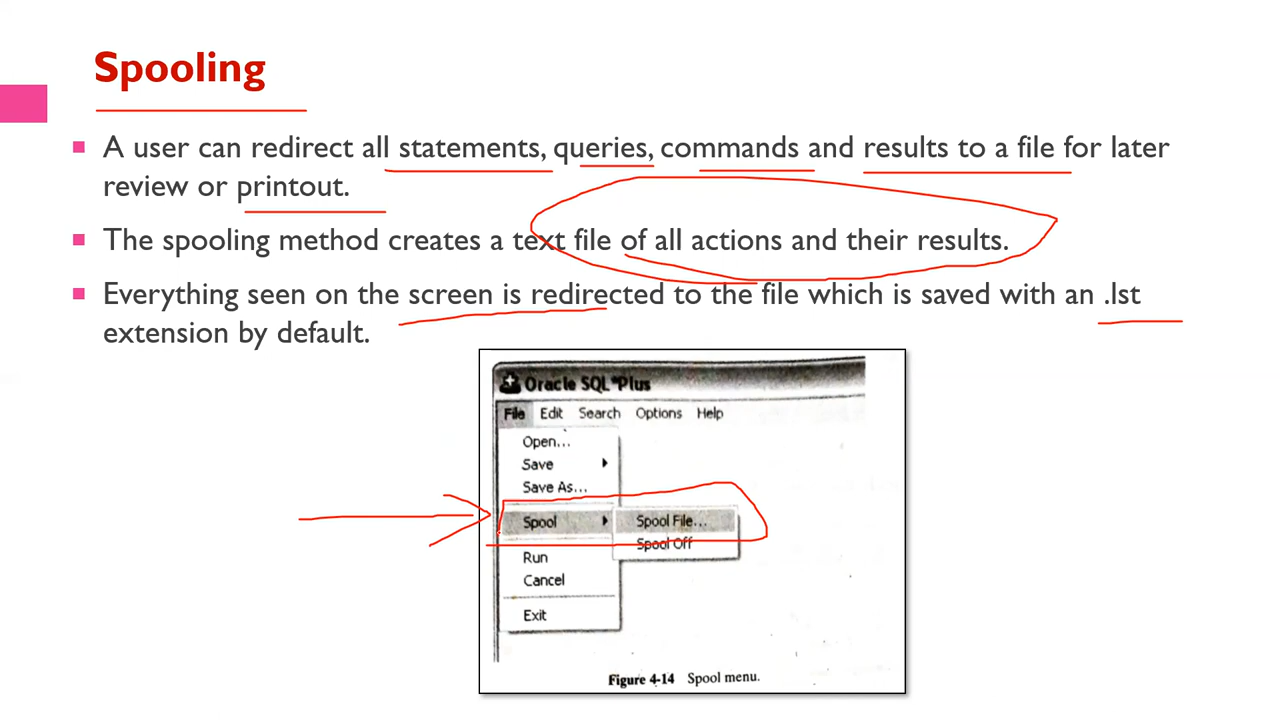 Spooling
A user can redirect all statements, queries, commands and results to a file for later
review or printout.
The spooling method creates a text file of all actions and their results.
Everything seen on the screen is redirected to the file which is saved with an .lst
extension by default.
Oracle SQL*Plus
File Edit Search Options Help
Open...
Save
Save As...
Spool Spool File...
Spool Off
Run
Cancel
Exit
Figure 4-14 Spool menu.